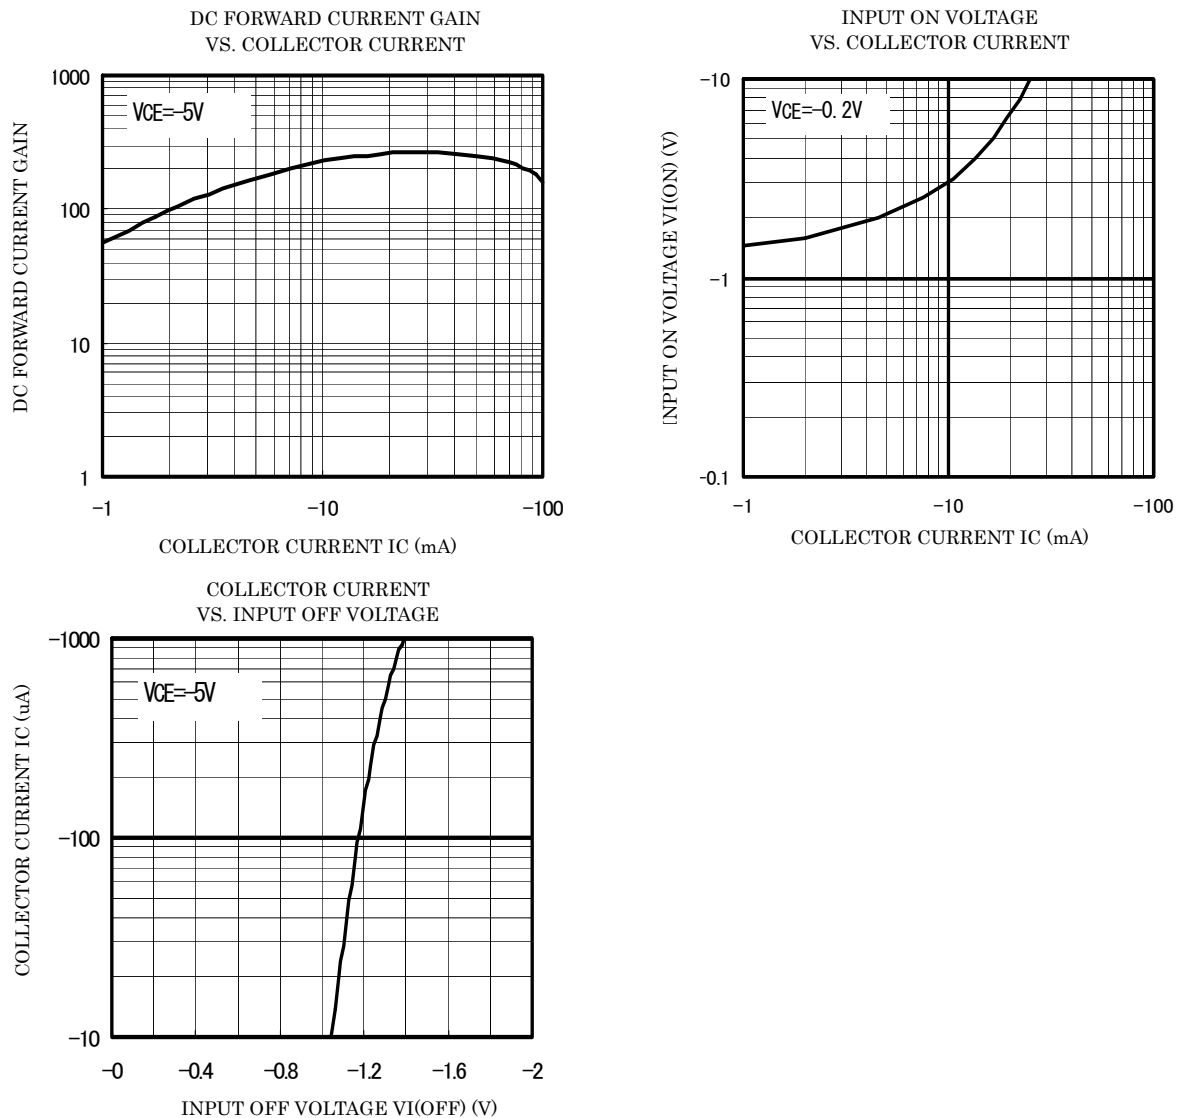 DC FORWARD CURRENT GAIN
VS. COLLECTOR CURRENT
DC FORWARD CURRENT GAIN
1000
100
10
1
VCE=-5V
-1
-10
-100
COLLECTOR CURRENT IC (mA)
INPUT ON VOLTAGE
VS. COLLECTOR CURRENT
NPUT ON VOLTAGE VI(ON) (V)
-10
-1
-0.1
VCE=-0.2V
-1
-10
-100
COLLECTOR CURRENT IC (mA)
COLLECTOR CURRENT
VS. INPUT OFF VOLTAGE
COLLECTOR CURRENT IC (uA)
-1000
-100
-10
VCE=-5V
-0
-0.4
-0.8
-1.2
-1.6
-2
INPUT OFF VOLTAGE VI(OFF) (V)